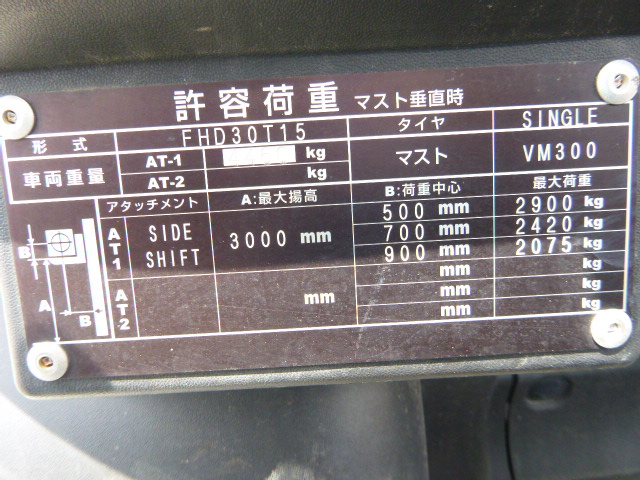 許容荷重 マスト垂直時
形式 FHD30T15 タイヤ SINGLE
車両重量 AT-1 kg マスト VM300
AT-2 kg
アタッチメント A:最大揚高 B:荷重中心 最大荷重
AT1 SIDE SHIFT 3000 mm 500 mm 2900 kg
700 mm 2420 kg
900 mm 2075 kg
mm kg
AT2 mm mm kg
mm kg
B
A
B